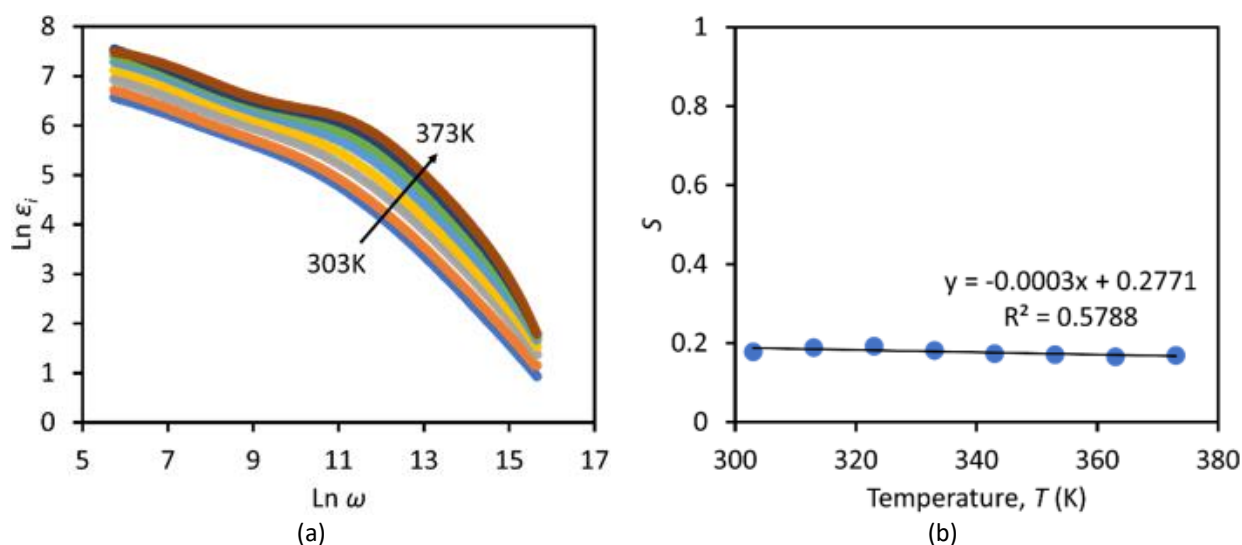 8
7
6
5
4
3
2
1
0
Ln εi
373K
303K
5 7 9 11 13 15 17
Ln ω
(a)
1
0.8
0.6
0.4
0.2
0
S
y = -0.0003x + 0.2771
R² = 0.5788
300 320 340 360 380
Temperature, T (K)
(b)